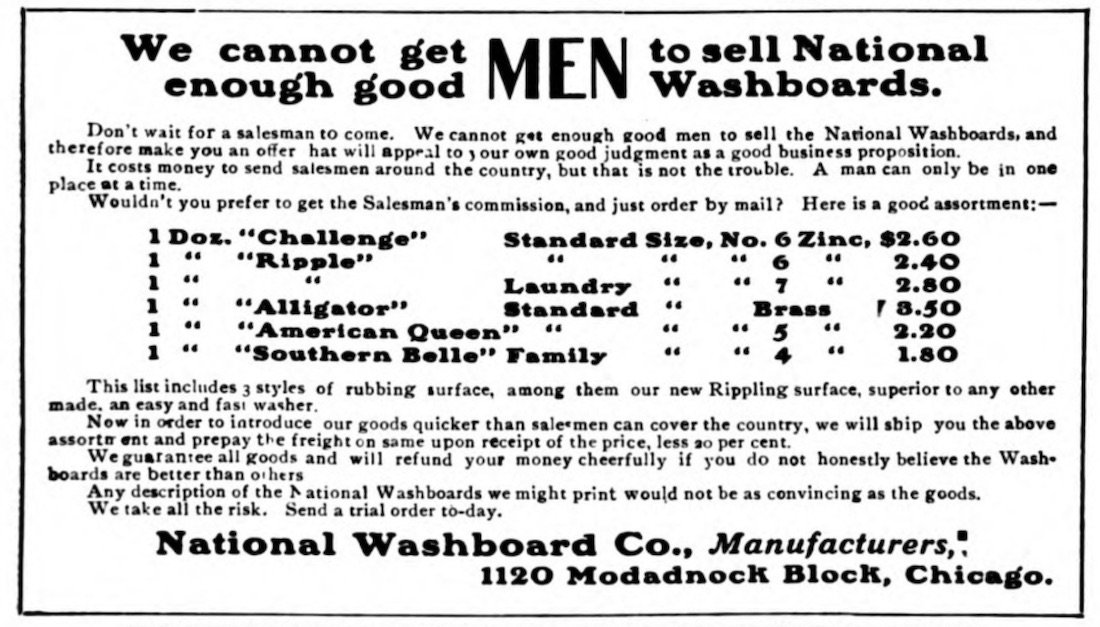 We cannot get enough good MEN to sell National Washboards.
Don't wait for a salesman to come. We cannot get enough good men to sell the National Washboards, and
therefore make you an offer hat will appeal to your own good judgment as a good business proposition.
It costs money to send salesmen around the country, but that is not the trouble. A man can only be in one
place at a time.
Wouldn't you prefer to get the Salesman's commission, and just order by mail? Here is a good assortment:—
1 Doz. "Challenge" Standard Size, No. 6 Zinc, $2.60
1 " "Ripple" " " " 6 " 2.40
1 " " Laundry " " 7 " 2.80
1 " "Alligator" Standard " Brass 3.50
1 " "American Queen" " " " 5 " 2.20
1 " "Southern Belle" Family " " 4 " 1.80
This list includes 3 styles of rubbing surface, among them our new Rippling surface, superior to any other
made, an easy and fast washer.
Now in order to introduce our goods quicker than salesmen can cover the country, we will ship you the above
assortment and prepay the freight on same upon receipt of the price, less 20 per cent.
We guarantee all goods and will refund your money cheerfully if you do not honestly believe the Wash-
boards are better than others
Any description of the National Washboards we might print would not be as convincing as the goods.
We take all the risk. Send a trial order to-day.
National Washboard Co., Manufacturers,
1120 Modadnock Block, Chicago.